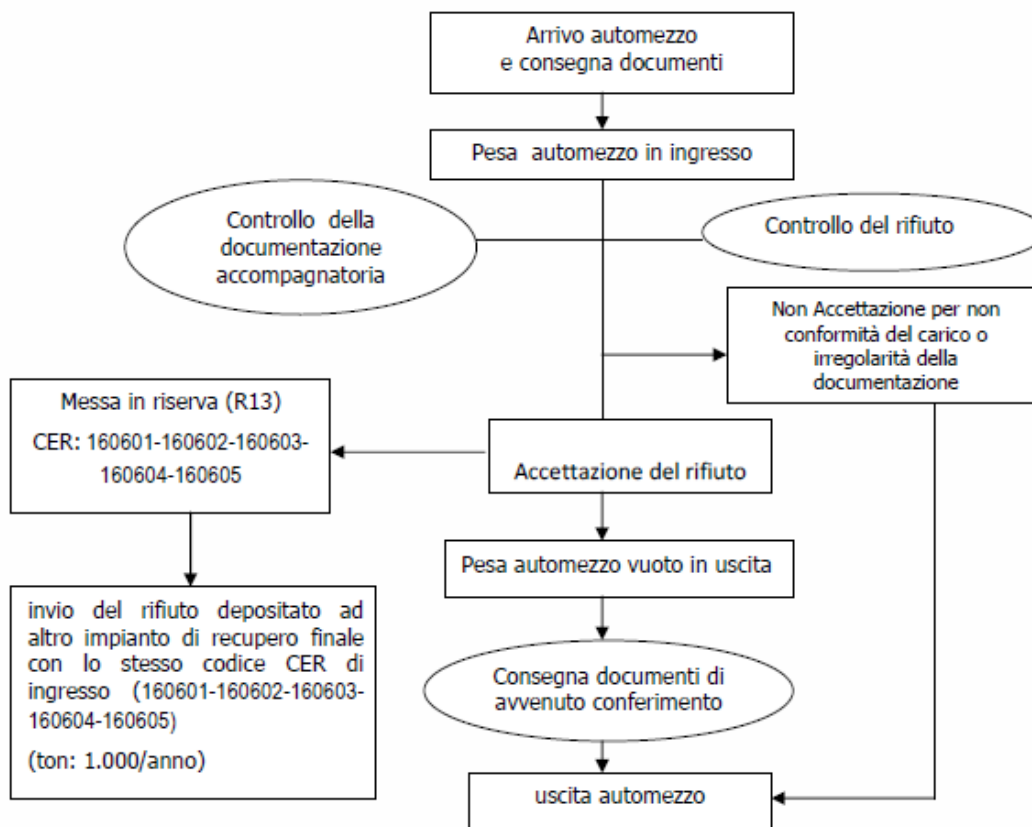 Arrivo automezzo
e consegna documenti
Pesa automezzo in ingresso
Controllo della
documentazione
accompagnatoria
Controllo del rifiuto
Non Accettazione per non
conformità del carico o
irregolarità della
documentazione
Messa in riserva (R13)
CER: 160601-160602-160603-
160604-160605
Accettazione del rifiuto
Pesa automezzo vuoto in uscita
invio del rifiuto depositato ad
altro impianto di recupero finale
con lo stesso codice CER di
ingresso (160601-160602-160603-
160604-160605)
(ton: 1.000/anno)
Consegna documenti di
avvenuto conferimento
uscita automezzo